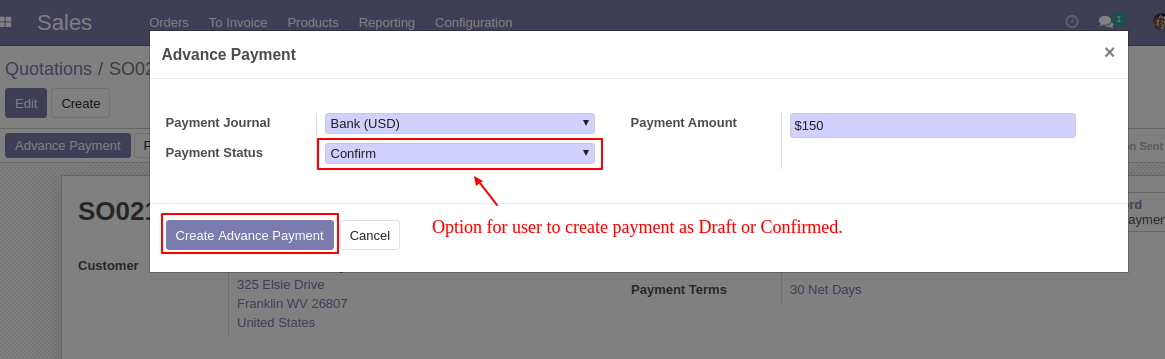 Sales Orders To Invoice Products Reporting Configuration 1
Advance Payment ×
Quotations / SO02
Edit Create
Payment Journal Bank (USD) Payment Amount $150
Advance Payment P on Sent
Payment Status Confirm
SO021
Create Advance Payment Cancel
Option for user to create payment as Draft or Confirmed.
Customer
325 Elsie Drive
Payment Terms 30 Net Days
Franklin WV 26807
United States